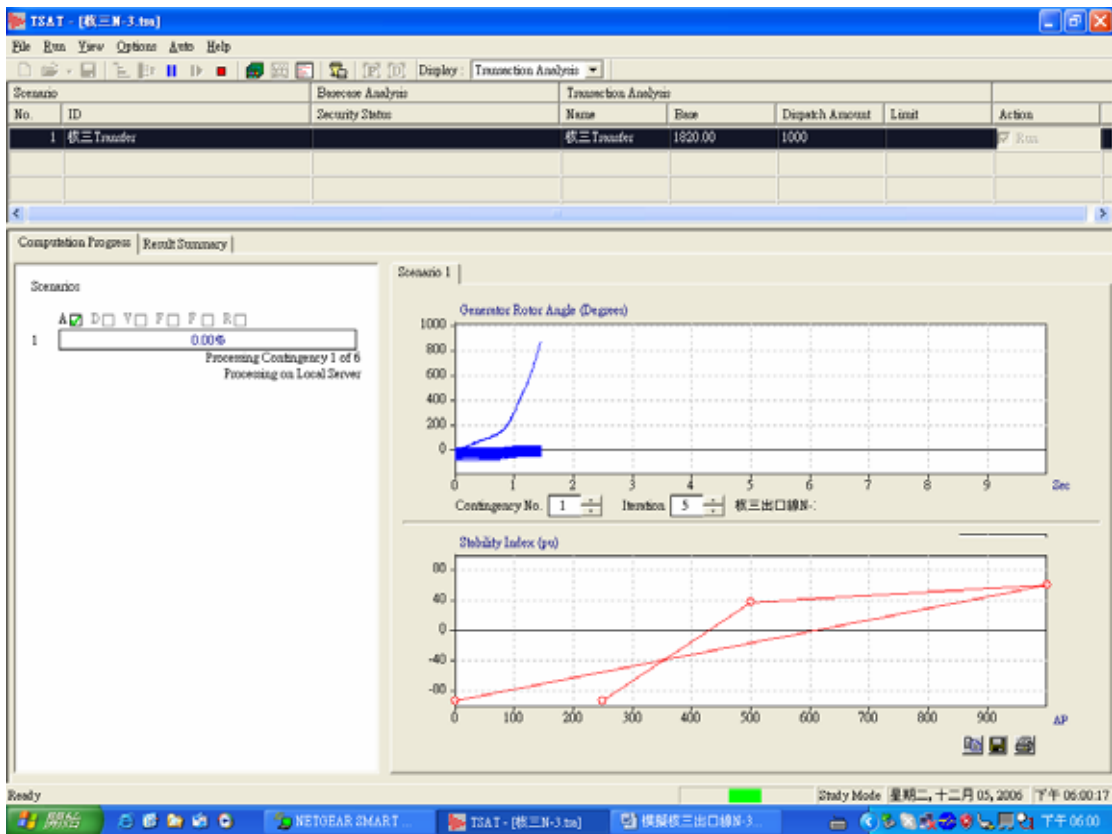 TSAT - [核三N-3.tsa]
File Run View Options Auto Help
Display: Transection Analysis
Scenario Basecase Analysis Transection Analysis
No. ID Security Status Name Base Dispatch Amount Limit Action
1 核三Transfer 核三Transfer 1820.00 1000 Run
Computation Progress Result Summary
Scenarios
A D V F F R
1 0.00%
Processing Contingency 1 of 6
Processing on Local Server
Scenario 1
Generator Rotor Angle (Degrees)
1000
800
600
400
200
0
0 1 2 3 4 5 6 7 8 9 Sec
Contingency No. 1 Iteration 5 核三出口線N-
Stability Index (pu)
80
40
0
-40
-80
0 100 200 300 400 500 600 700 800 900 ΔP
Ready Study Mode 星期二, 十二月 05, 2006 下午 06:00:17
開始 NETGEAR SMART ... TSAT - [核三N-3.tsa] 模擬核三出口線N-3... 下午 06:00